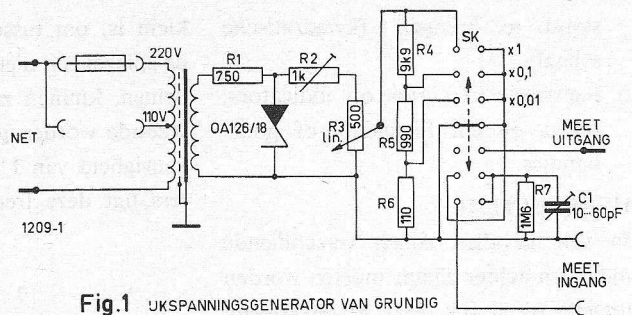 220V
R1
750
R2
1k
9k9
R4
SK
x1
x0,1
x0,01
110V
OA126/18
R3
lin.
500
R5
990
NET
MEET
UITGANG
R6
110
R7
1M6
C1
10...60pF
1209-1
MEET
INGANG
Fig.1 IJKSPANNINGSGENERATOR VAN GRUNDIG